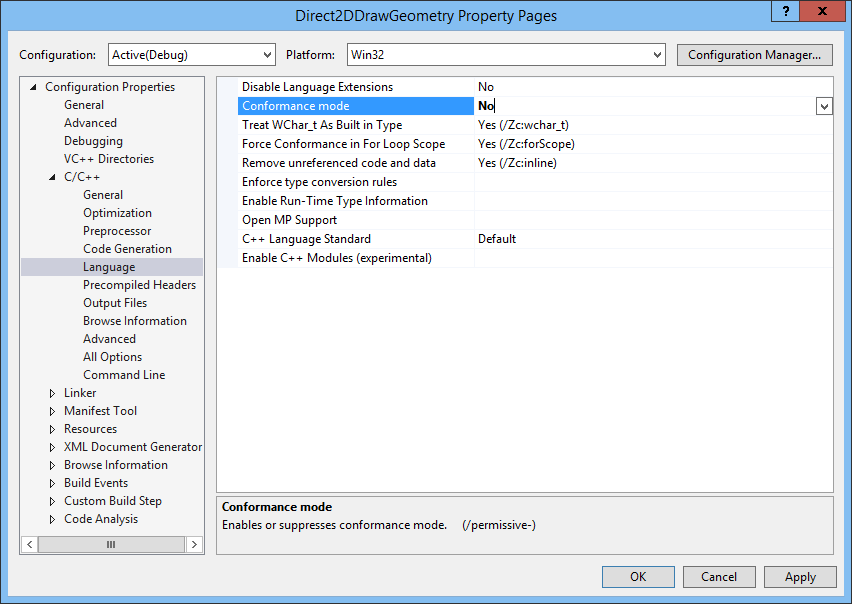 Direct2DDrawGeometry Property Pages
? X
Configuration: Active(Debug) Platform: Win32 Configuration Manager...
Configuration Properties
General
Advanced
Debugging
VC++ Directories
C/C++
General
Optimization
Preprocessor
Code Generation
Language
Precompiled Headers
Output Files
Browse Information
Advanced
All Options
Command Line
Linker
Manifest Tool
Resources
XML Document Generator
Browse Information
Build Events
Custom Build Step
Code Analysis
Disable Language Extensions No
Conformance mode No
Treat WChar_t As Built in Type Yes (/Zc:wchar_t)
Force Conformance in For Loop Scope Yes (/Zc:forScope)
Remove unreferenced code and data Yes (/Zc:inline)
Enforce type conversion rules
Enable Run-Time Type Information
Open MP Support
C++ Language Standard Default
Enable C++ Modules (experimental)
Conformance mode
Enables or suppresses conformance mode. (/permissive-)
OK Cancel Apply